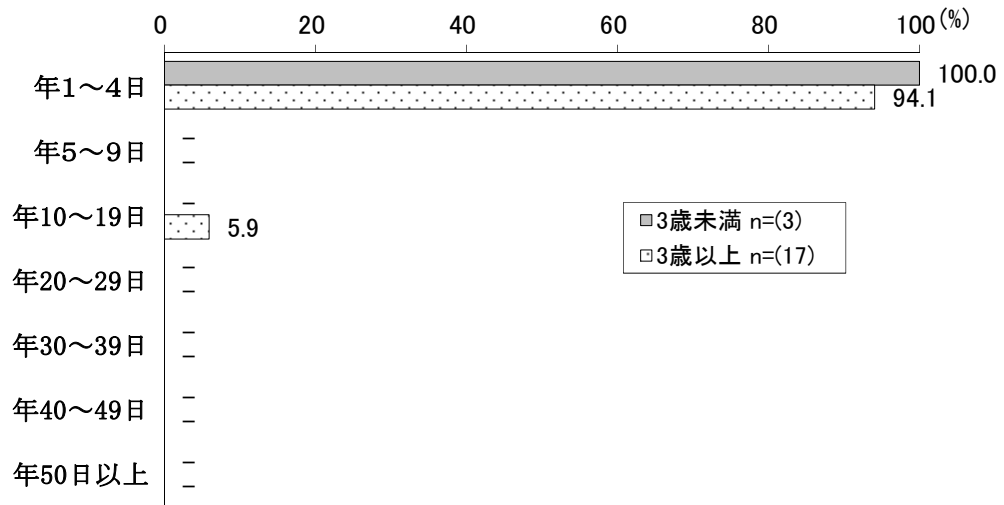 0 20 40 60 80 100 (%)
年1～4日 100.0
94.1
年5～9日 －
－
年10～19日 －
5.9
年20～29日 －
－
年30～39日 －
－
年40～49日 －
－
年50日以上 －
－
3歳未満 n=(3)
3歳以上 n=(17)